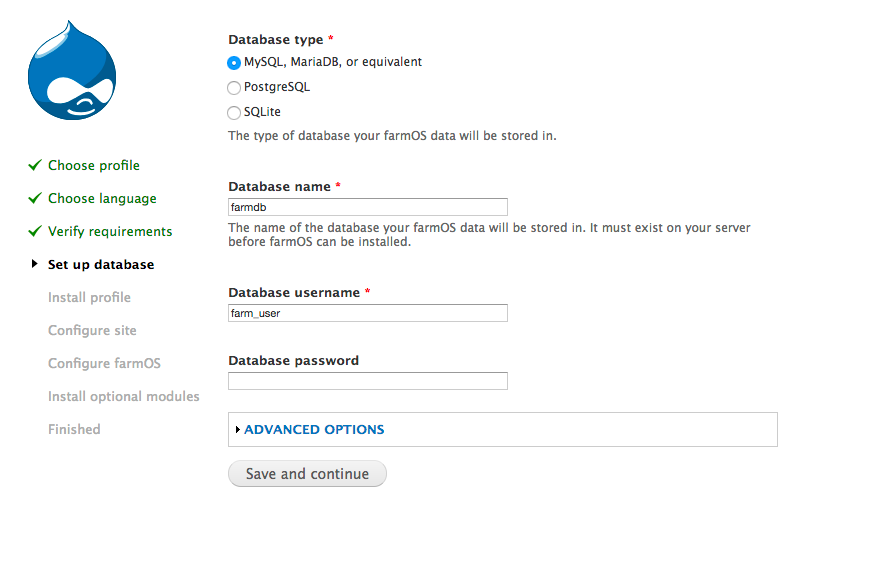 Database type *
MySQL, MariaDB, or equivalent
PostgreSQL
SQLite
The type of database your farmOS data will be stored in.
Choose profile
Choose language
Verify requirements
Set up database
Install profile
Configure site
Configure farmOS
Install optional modules
Finished
Database name *
farmdb
The name of the database your farmOS data will be stored in. It must exist on your server
before farmOS can be installed.
Database username *
farm_user
Database password
ADVANCED OPTIONS
Save and continue